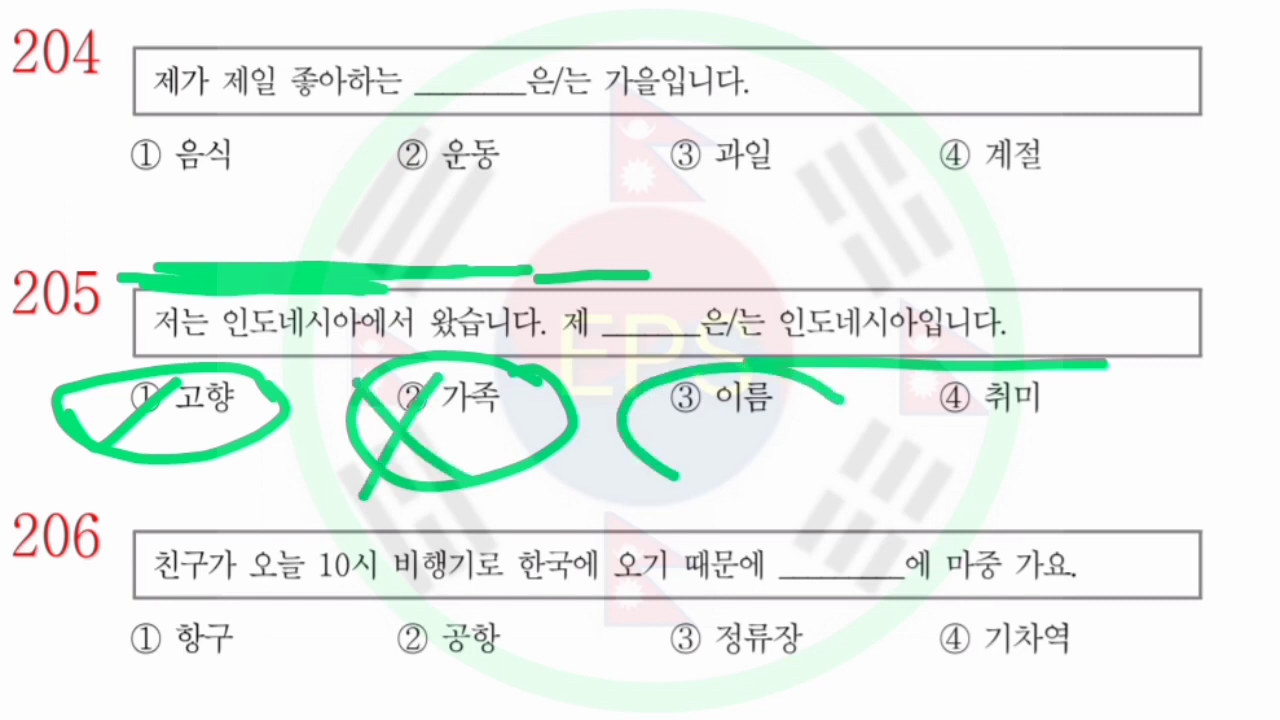 204
제가 제일 좋아하는 ________은/는 가을입니다.
① 음식 ② 운동 ③ 과일 ④ 계절
205
저는 인도네시아에서 왔습니다. 제 _______은/는 인도네시아입니다.
① 고향 ② 가족 ③ 이름 ④ 취미
EPS
206
친구가 오늘 10시 비행기로 한국에 오기 때문에 _________에 마중 가요.
① 항구 ② 공항 ③ 정류장 ④ 기차역